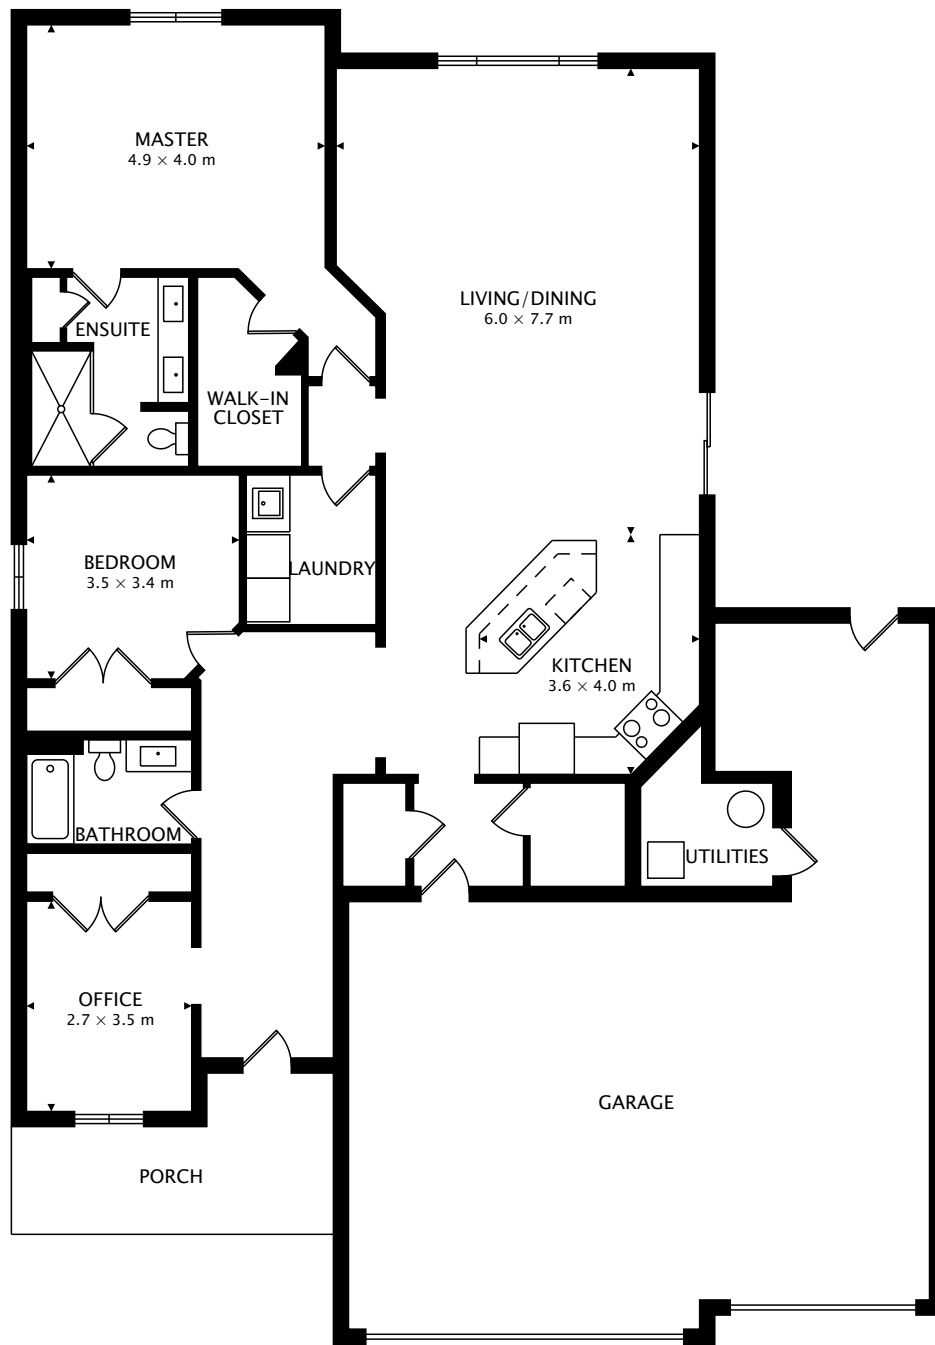 MASTER
4.9 × 4.0 m
LIVING/DINING
6.0 × 7.7 m
ENSUITE
WALK-IN
CLOSET
BEDROOM
3.5 × 3.4 m
LAUNDRY
KITCHEN
3.6 × 4.0 m
BATHROOM
UTILITIES
OFFICE
2.7 × 3.5 m
GARAGE
PORCH